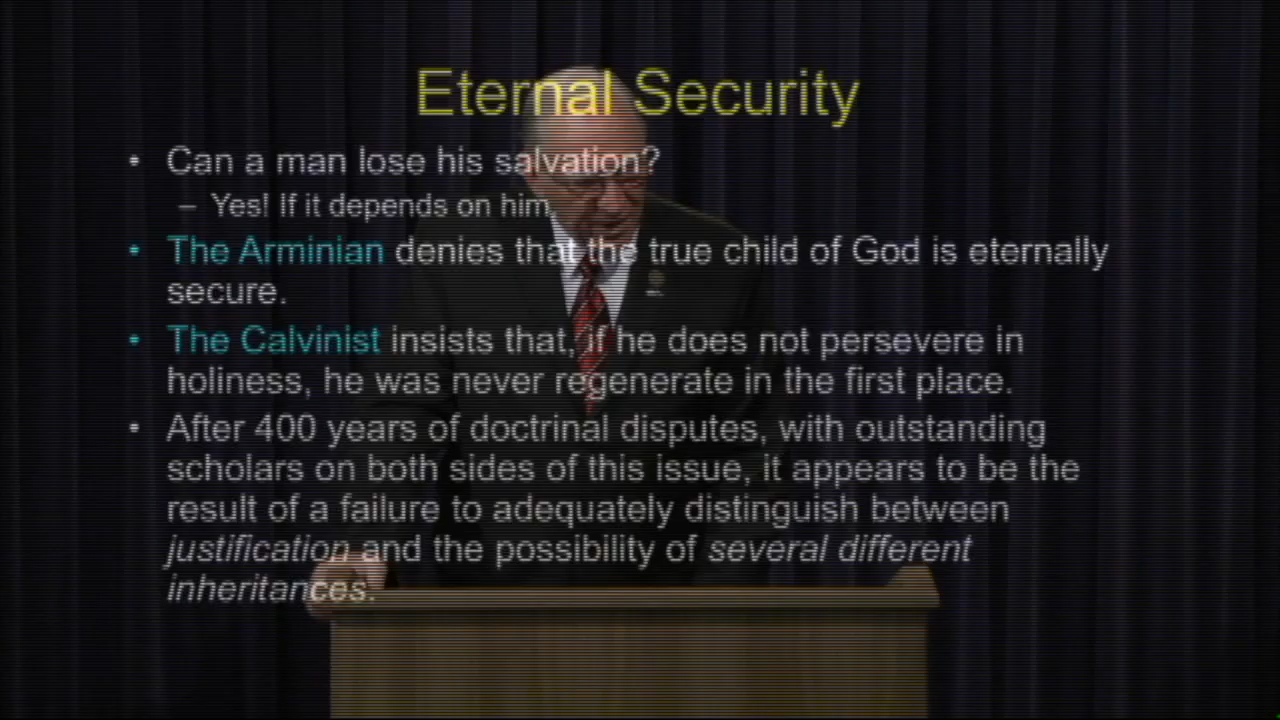 Eternal Security
• Can a man lose his salvation?
– Yes! If it depends on him.
• The Arminian denies that the true child of God is eternally
secure.
• The Calvinist insists that, if he does not persevere in
holiness, he was never regenerate in the first place.
• After 400 years of doctrinal disputes, with outstanding
scholars on both sides of this issue, it appears to be the
result of a failure to adequately distinguish between
justification and the possibility of several different
inheritances.